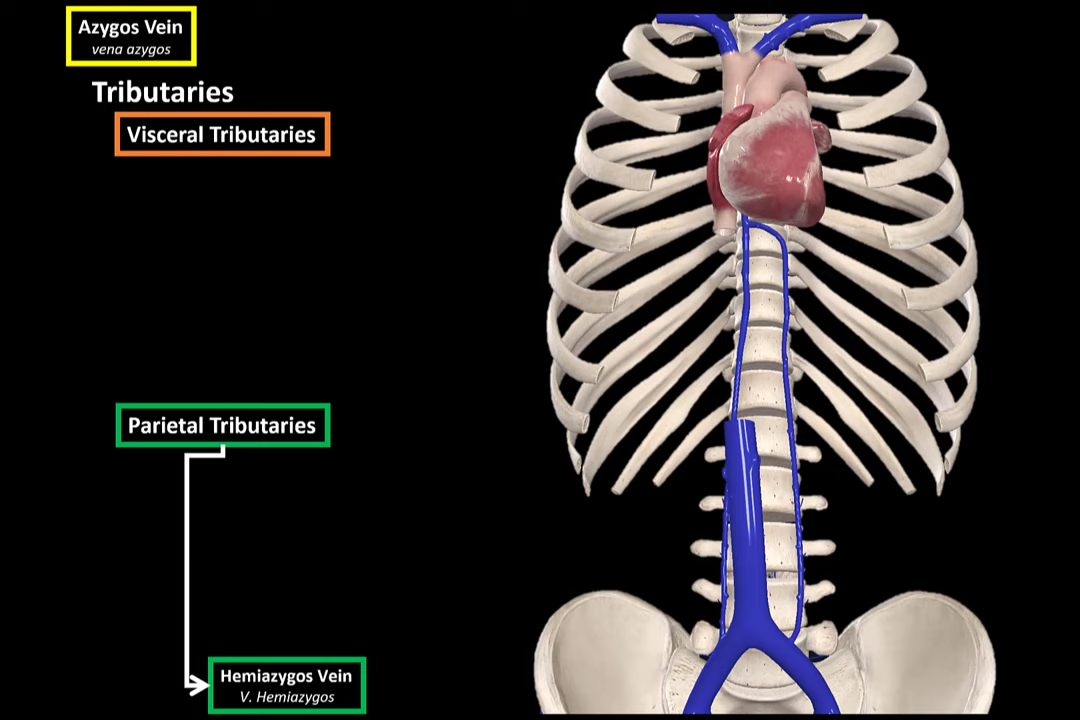 Azygos Vein
vena azygos
Tributaries
Visceral Tributaries
Parietal Tributaries
Hemiazygos Vein
V. Hemiazygos